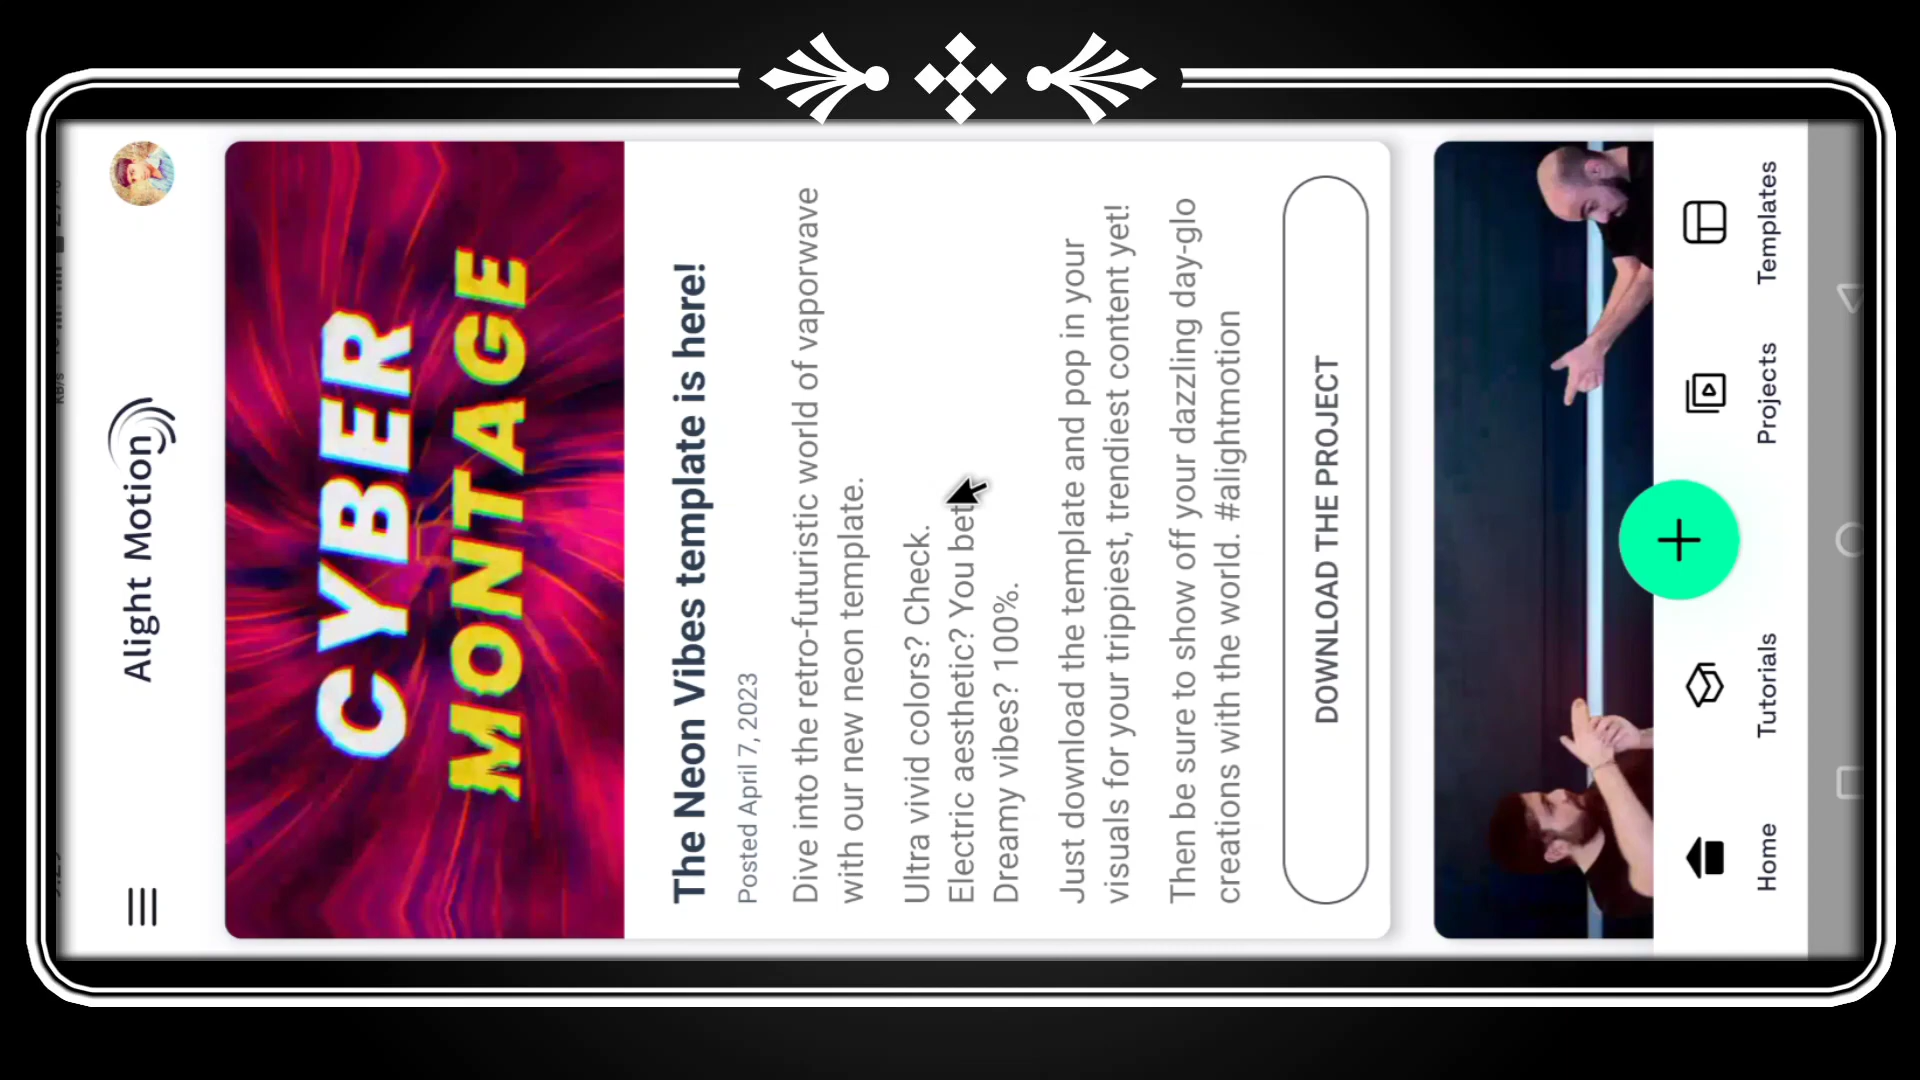 Alight Motion
CYBER
MONTAGE
The Neon Vibes template is here!
Posted April 7, 2023
Dive into the retro-futuristic world of vaporwave
with our new neon template.
Ultra vivid colors? Check.
Electric aesthetic? You bet
Dreamy vibes? 100%.
Just download the template and pop in your
visuals for your trippiest, trendiest content yet!
Then be sure to show off your dazzling day-glo
creations with the world. #alightmotion
DOWNLOAD THE PROJECT
Home
Tutorials
Projects
Templates